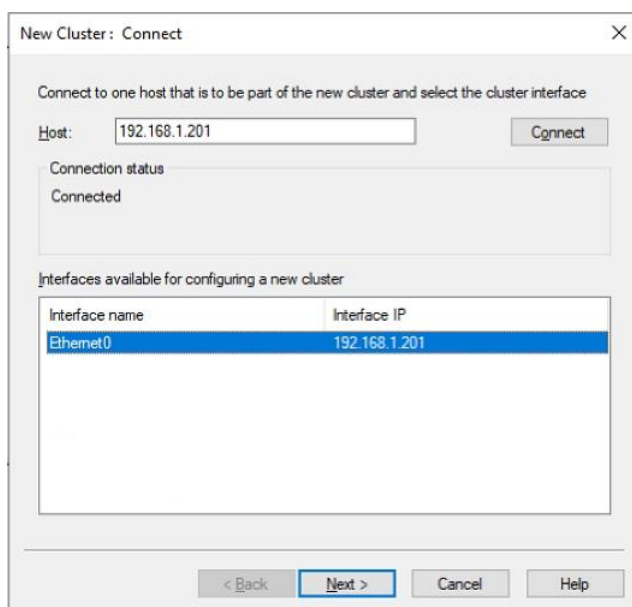 New Cluster : Connect
Connect to one host that is to be part of the new cluster and select the cluster interface
Host: 192.168.1.201 Connect
Connection status
Connected
Interfaces available for configuring a new cluster
Interface name Interface IP
Ethernet0 192.168.1.201
< Back Next > Cancel Help